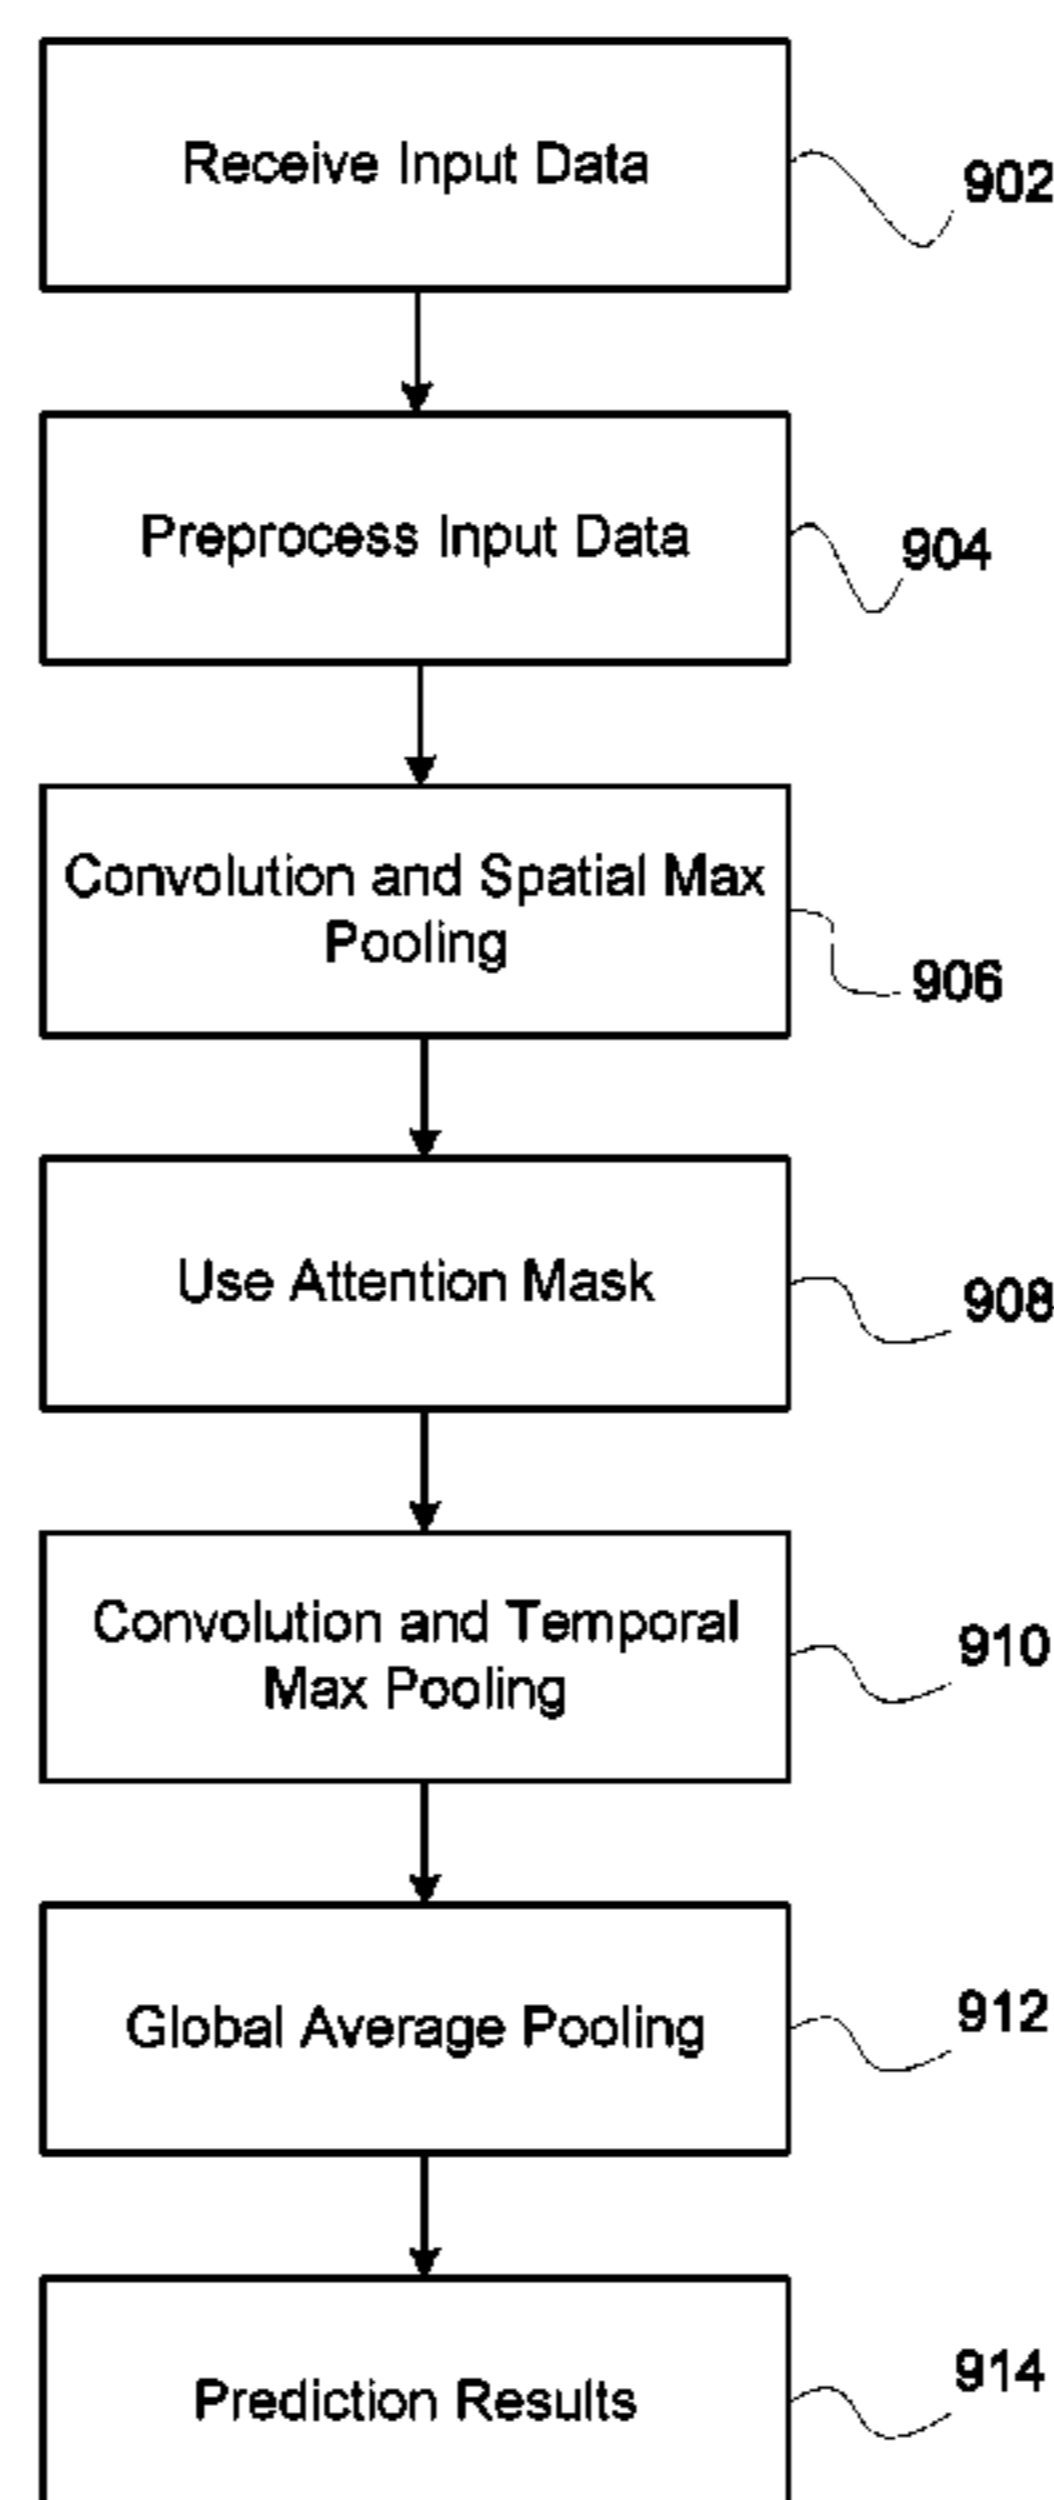 Receive Input Data
902
Preprocess Input Data
904
Convolution and Spatial Max
Pooling
906
Use Attention Mask
908
Convolution and Temporal
Max Pooling
910
Global Average Pooling
912
Prediction Results
914